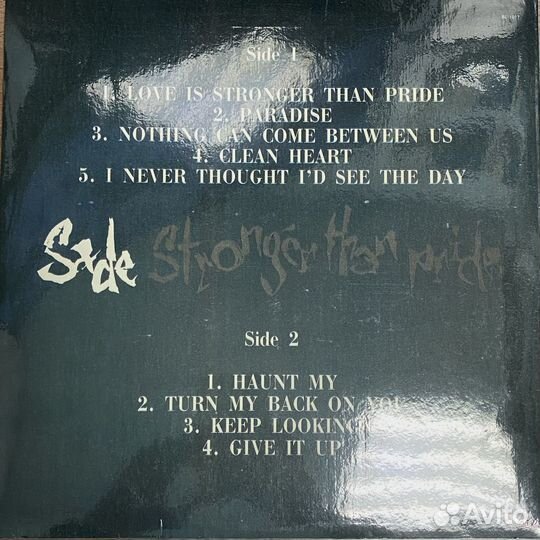 Side 1
1. LOVE IS STRONGER THAN PRIDE
2. PARADISE
3. NOTHING CAN COME BETWEEN US
4. CLEAN HEART
5. I NEVER THOUGHT I'D SEE THE DAY
Sade Stronger than pride
Side 2
1. HAUNT MY
2. TURN MY BACK ON YOU
3. KEEP LOOKING
4. GIVE IT UP
Avito